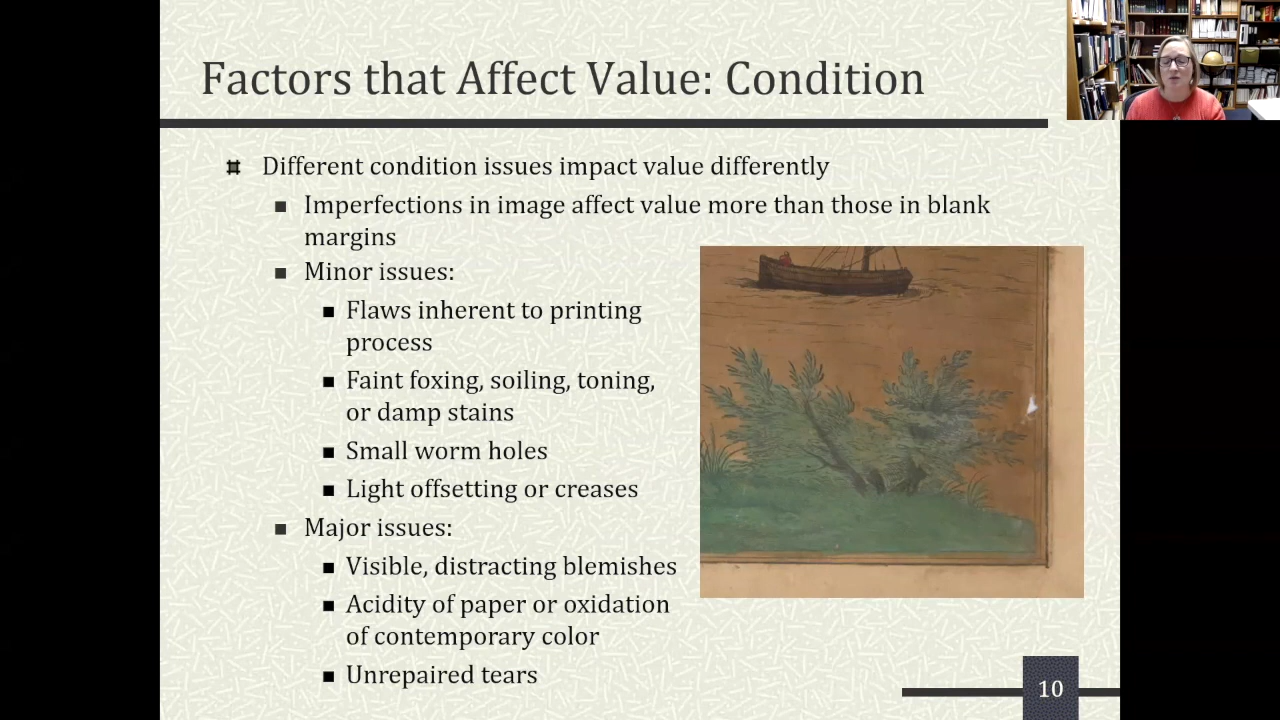 Factors that Affect Value: Condition
Different condition issues impact value differently
Imperfections in image affect value more than those in blank
margins
Minor issues:
Flaws inherent to printing
process
Faint foxing, soiling, toning,
or damp stains
Small worm holes
Light offsetting or creases
Major issues:
Visible, distracting blemishes
Acidity of paper or oxidation
of contemporary color
Unrepaired tears
10